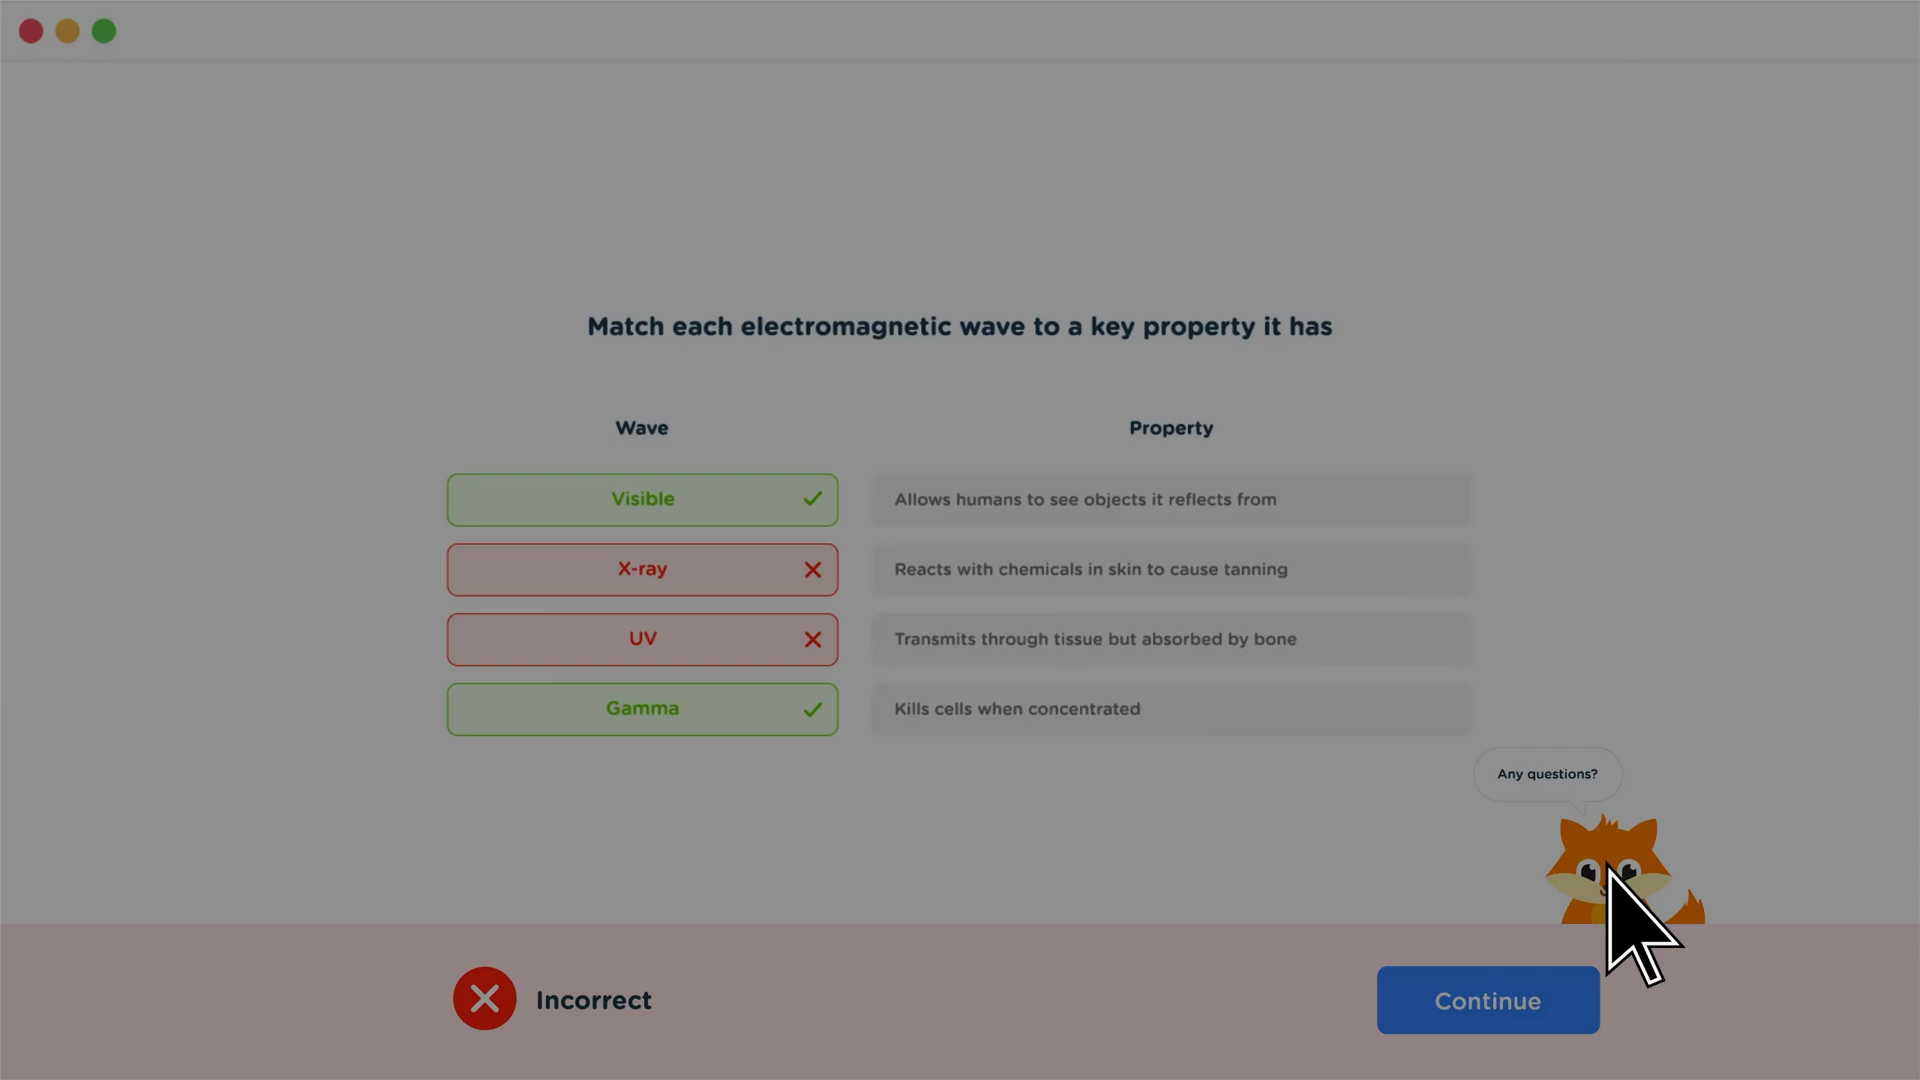 Match each electromagnetic wave to a key property it has
Wave Property
Visible Allows humans to see objects it reflects from
X-ray Reacts with chemicals in skin to cause tanning
UV Transmits through tissue but absorbed by bone
Gamma Kills cells when concentrated
Any questions?
Incorrect Continue